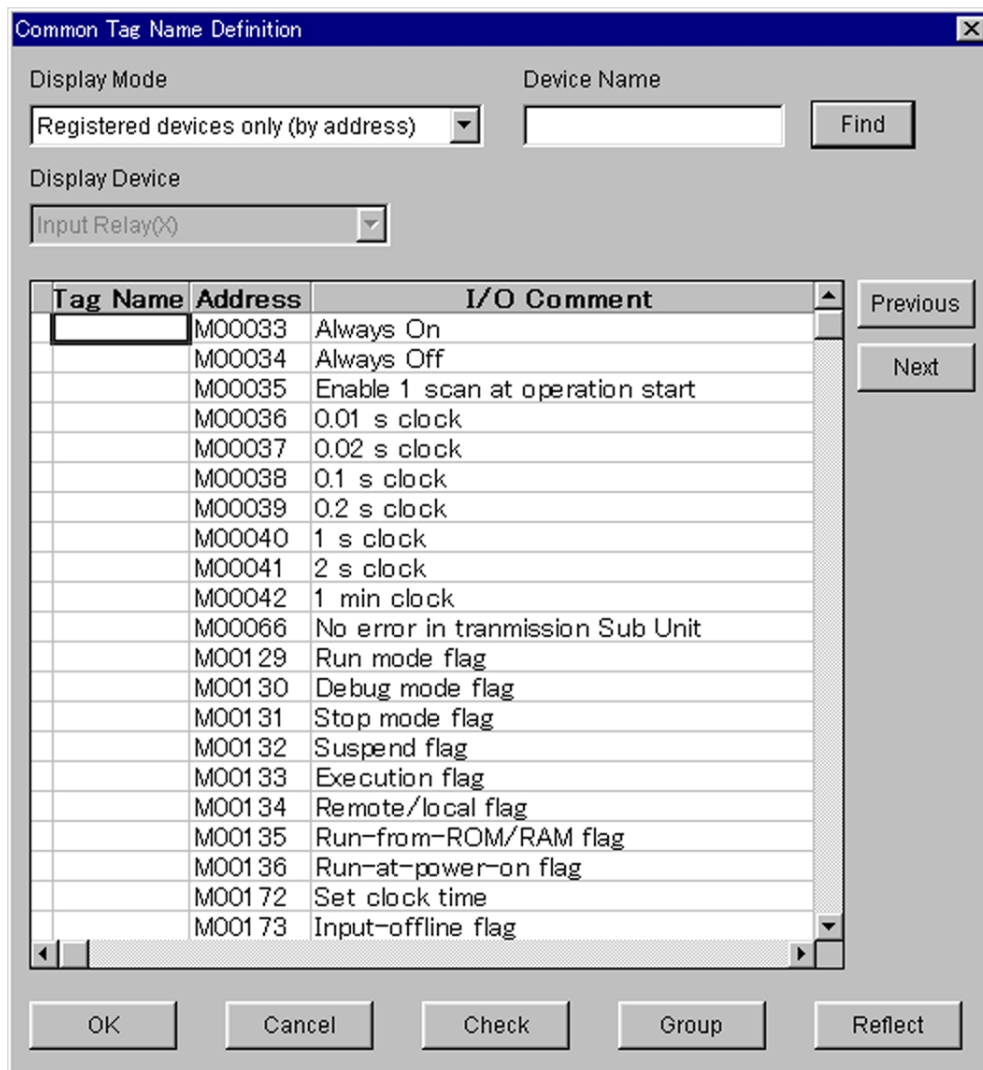 Common Tag Name Definition
Display Mode
Device Name
Registered devices only (by address)
Find
Display Device
Input Relay(X)
Tag Name Address I/O Comment
Previous
Next
M00033 Always On
M00034 Always Off
M00035 Enable 1 scan at operation start
M00036 0.01 s clock
M00037 0.02 s clock
M00038 0.1 s clock
M00039 0.2 s clock
M00040 1 s clock
M00041 2 s clock
M00042 1 min clock
M00066 No error in tranmission Sub Unit
M00129 Run mode flag
M00130 Debug mode flag
M00131 Stop mode flag
M00132 Suspend flag
M00133 Execution flag
M00134 Remote/local flag
M00135 Run-from-ROM/RAM flag
M00136 Run-at-power-on flag
M00172 Set clock time
M00173 Input-offline flag
OK Cancel Check Group Reflect